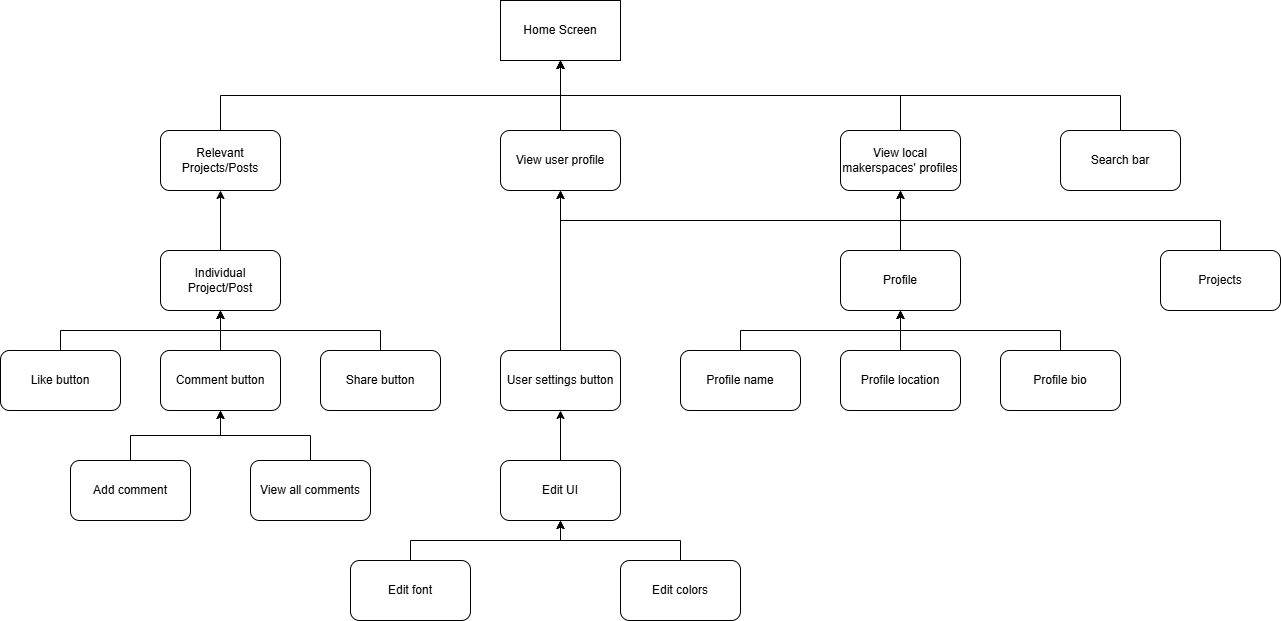 Home Screen
Relevant
Projects/Posts
View user profile
View local
makerspaces' profiles
Search bar
Individual
Project/Post
Profile
Projects
Like button
Comment button
Share button
User settings button
Profile name
Profile location
Profile bio
Add comment
View all comments
Edit UI
Edit font
Edit colors